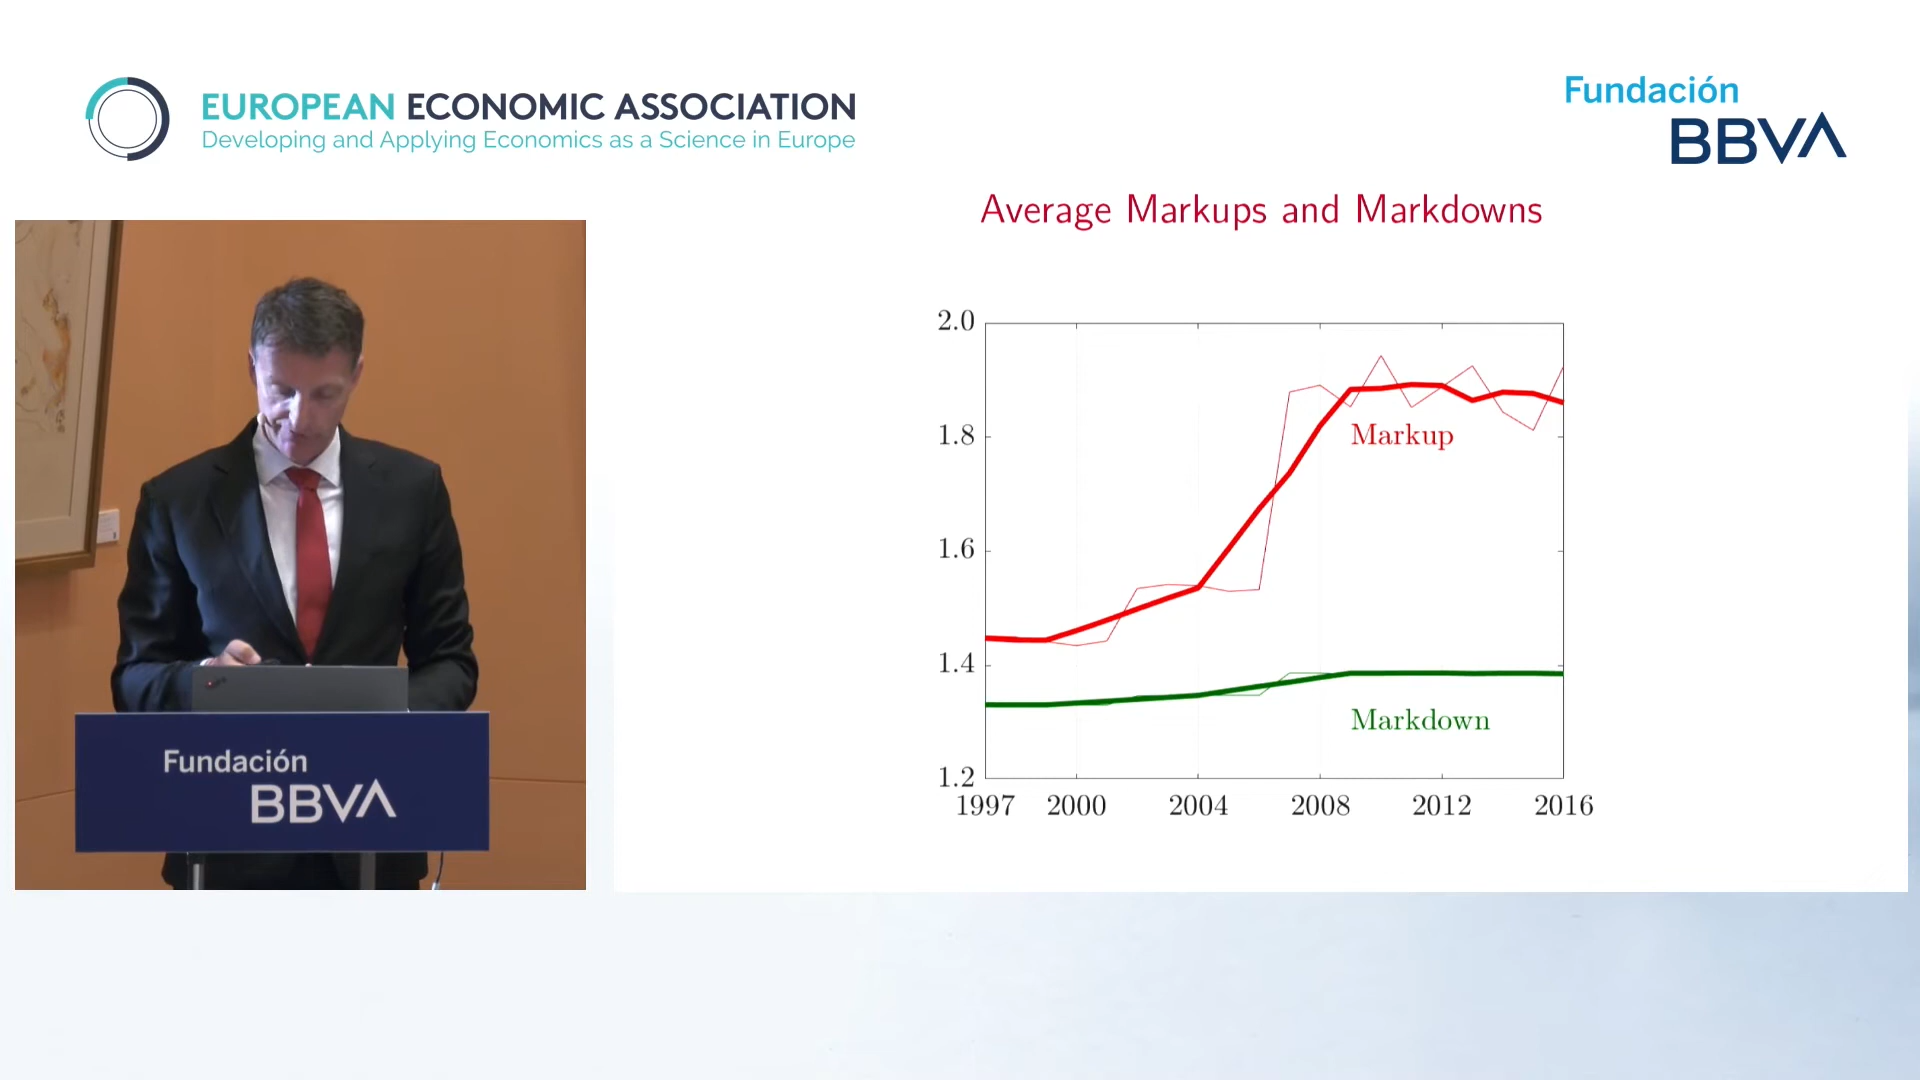 EUROPEAN ECONOMIC ASSOCIATION
Developing and Applying Economics as a Science in Europe
Fundación
BBVA
Average Markups and Markdowns
2.0
1.8
1.6
1.4
1.2
Markup
Markdown
1997 2000 2004 2008 2012 2016
Fundación
BBVA